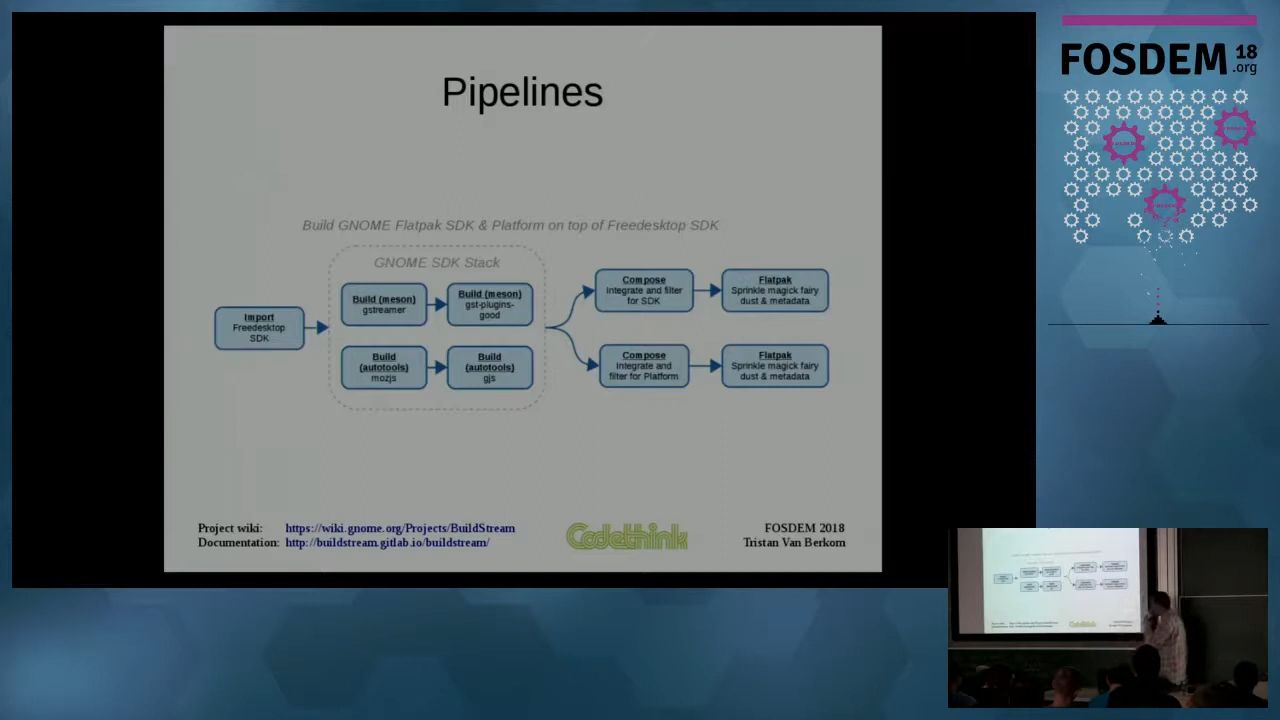 Pipelines
Build GNOME Flatpak SDK & Platform on top of Freedesktop SDK
GNOME SDK Stack
Import
Freedesktop
SDK
Build (meson)
gstreamer
Build (meson)
gst-plugins-
good
Build
(autotools)
mozjs
Build
(autotools)
gjs
Compose
Integrate and filter
for SDK
Flatpak
Sprinkle magick fairy
dust & metadata
Compose
Integrate and
filter for Platform
Flatpak
Sprinkle magick fairy
dust & metadata
Project wiki: https://wiki.gnome.org/Projects/BuildStream
Documentation: http://buildstream.gitlab.io/buildstream/
Codethink
FOSDEM 2018
Tristan Van Berkom
FOSDEM 18
.org